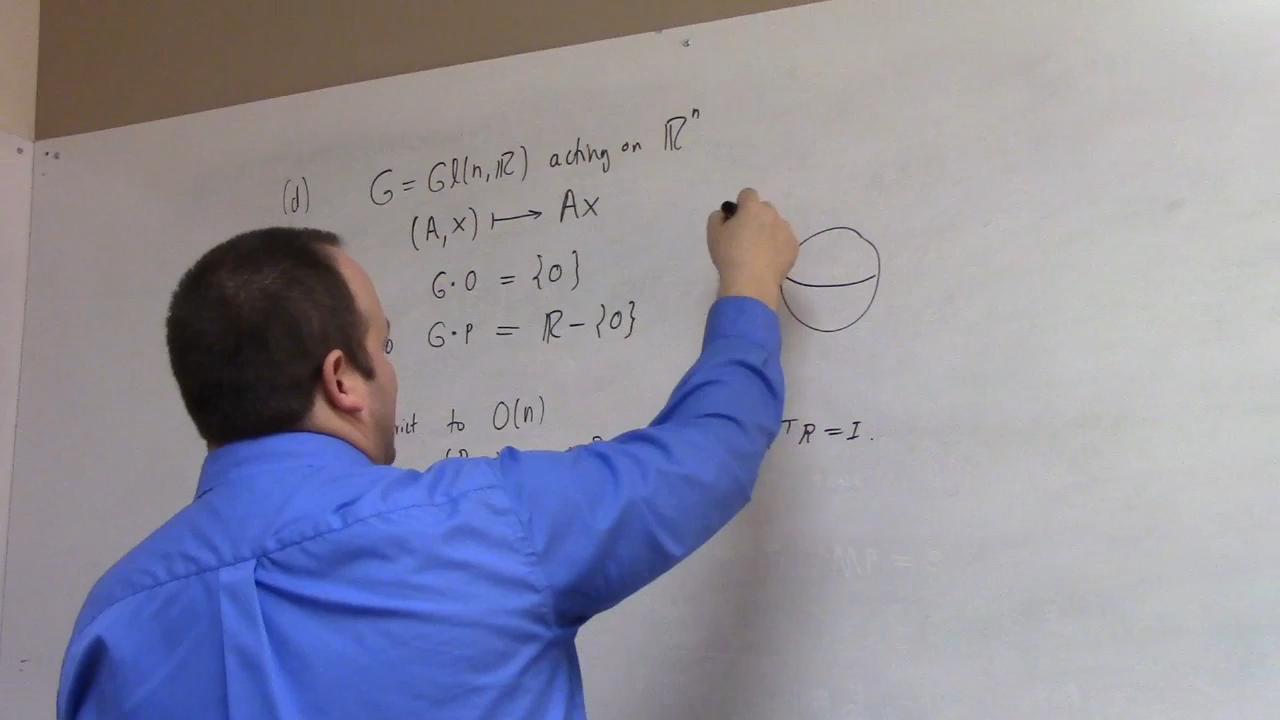 (d) G = Gl(n, ℝ) acting on ℝⁿ
(A, x) ⟼ Ax
G·0 = {0}
G·P = ℝ - {0}
to O(n)
ᵀR = I.